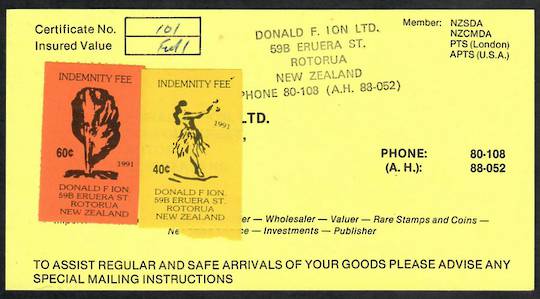 Certificate No. 101
Insured Value Full
DONALD F. ION LTD.
59B ERUERA ST.
ROTORUA
NEW ZEALAND
PHONE 80-108 (A.H. 88-052)
Member: NZSDA
NZCMDA
PTS (London)
APTS (U.S.A.)
INDEMNITY FEE
60¢
1991
DONALD F ION
59B ERUERA ST.
ROTORUA
NEW ZEALAND
INDEMNITY FEE
1991
40¢
DONALD F ION.
59B ERUERA ST.
ROTORUA
NEW ZEALAND
LTD.
PHONE: 80-108
(A.H.): 88-052
— Wholesaler — Valuer — Rare Stamps and Coins —
— Investments — Publisher
TO ASSIST REGULAR AND SAFE ARRIVALS OF YOUR GOODS PLEASE ADVISE ANY
SPECIAL MAILING INSTRUCTIONS